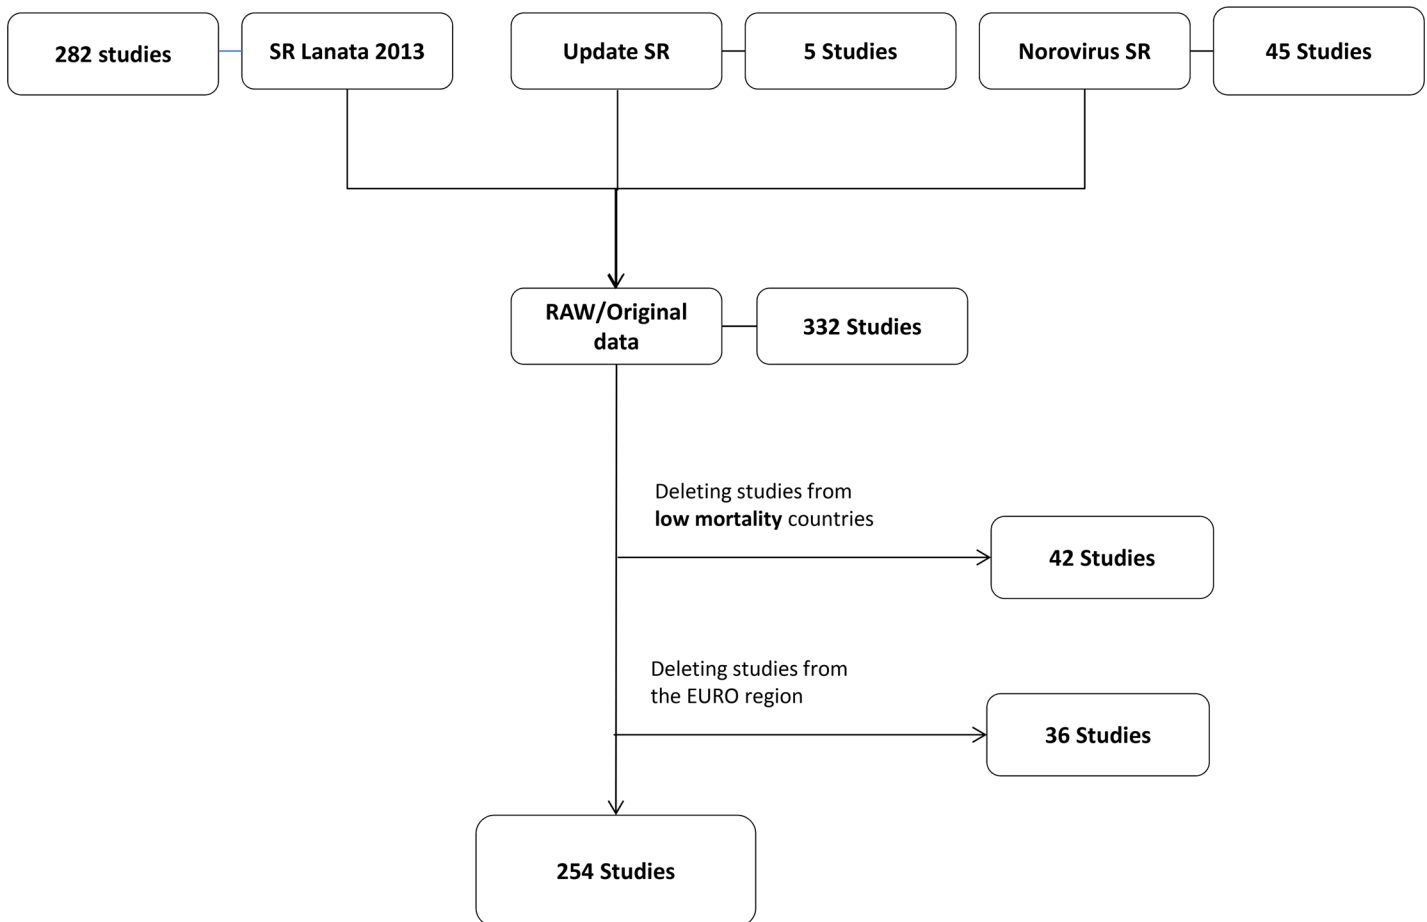 282 studies
SR Lanata 2013
Update SR
5 Studies
Norovirus SR
45 Studies
RAW/Original
data
332 Studies
Deleting studies from
low mortality countries
42 Studies
Deleting studies from
the EURO region
36 Studies
254 Studies